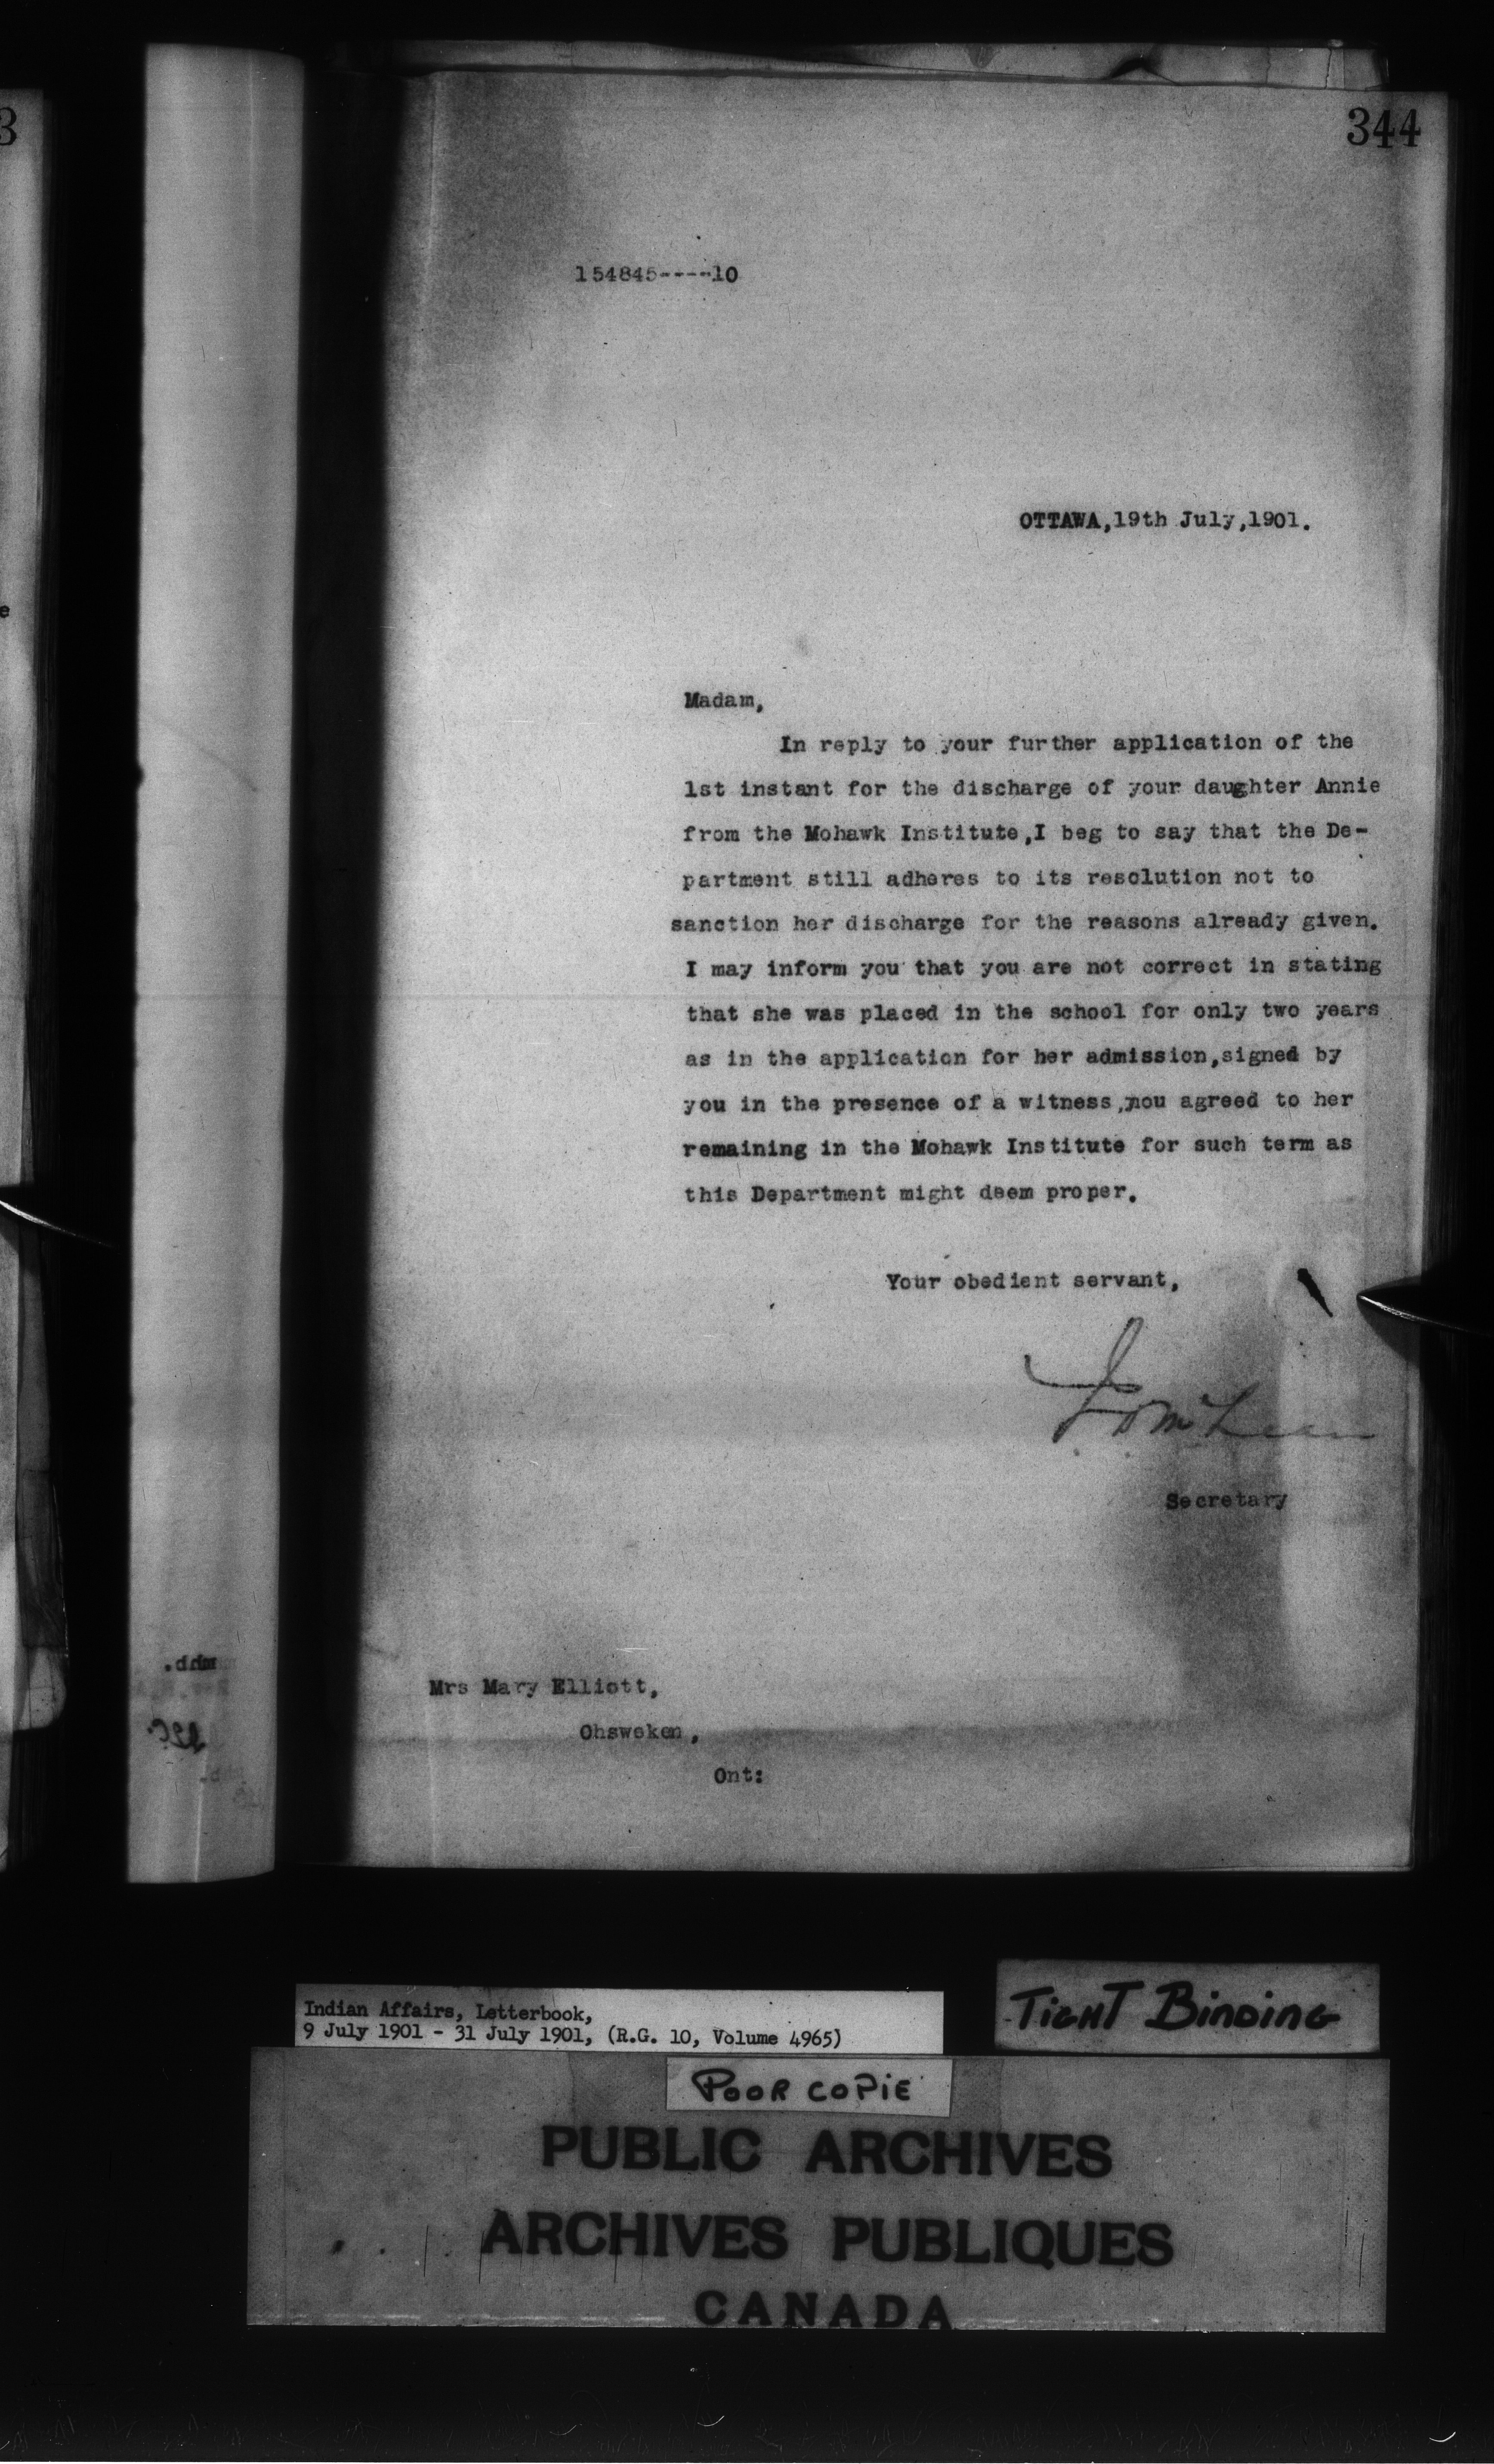 344
154845-----10
OTTAWA,19th July,1901.
Madam,
In reply to your further application of the
1st instant for the discharge of your daughter Annie
from the Mohawk Institute,I beg to say that the De-
partment still adheres to its resolution not to
sanction her discharge for the reasons already given.
I may inform you that you are not correct in stating
that she was placed in the school for only two years
as in the application for her admission,signed by
you in the presence of a witness,nou agreed to her
remaining in the Mohawk Institute for such term as
this Department might deem proper.
Your obedient servant,
Secretary
Mrs Mary Elliott,
Ohsweken,
Ont:
Indian Affairs, Letterbook,
9 July 1901 - 31 July 1901, (R.G. 10, Volume 4965)
TIGHT BINDING
POOR COPIE
PUBLIC ARCHIVES
ARCHIVES PUBLIQUES
CANADA